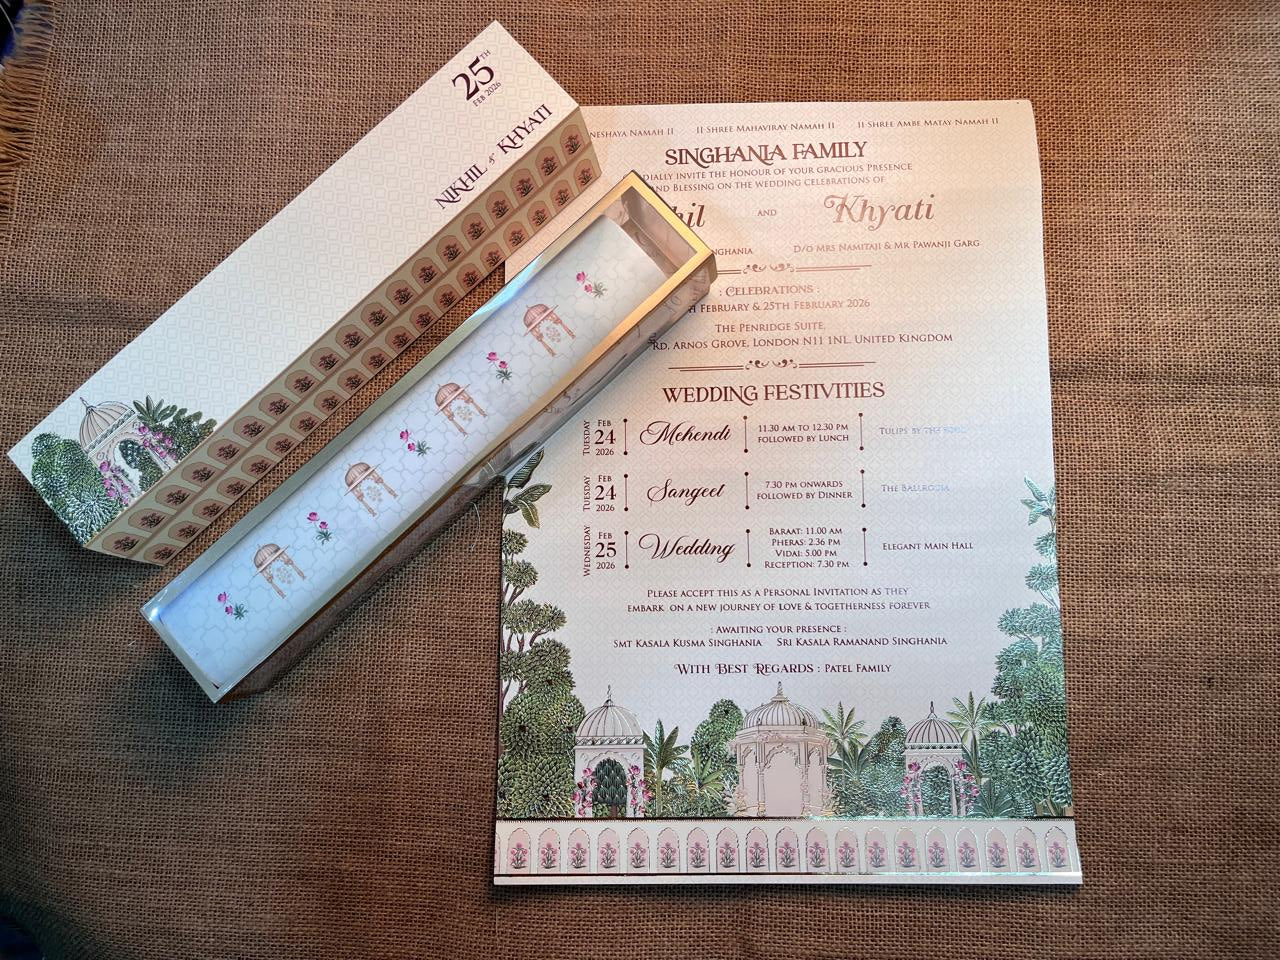 25TH
FEB 2026
NIKHIL & KHYATI
NESHAYA NAMAH II II SHREE MAHAVIRAY NAMAH II II SHREE AMBE MATAY NAMAH II
SINGHANIA FAMILY
DIALLY INVITE THE HONOUR OF YOUR GRACIOUS PRESENCE
AND BLESSING ON THE WEDDING CELEBRATIONS OF
hil AND Khyati
NGHANIA D/O MRS NAMITAJI & MR PAWANJI GARG
: CELEBRATIONS :
H FEBRUARY & 25TH FEBRUARY 2026
THE PENRIDGE SUITE,
RD, ARNOS GROVE, LONDON N11 1NL, UNITED KINGDOM
WEDDING FESTIVITIES
TUESDAY FEB 24 2026 Mehendi 11.30 AM TO 12.30 PM FOLLOWED BY LUNCH TULIPS BY THE POOL
TUESDAY FEB 24 2026 Sangeet 7.30 PM ONWARDS FOLLOWED BY DINNER THE BALLROOM
WEDNESDAY FEB 25 2026 Wedding BARAAT: 11.00 AM PHERAS: 2.36 PM VIDAI: 5.00 PM RECEPTION: 7.30 PM ELEGANT MAIN HALL
PLEASE ACCEPT THIS AS A PERSONAL INVITATION AS THEY
EMBARK ON A NEW JOURNEY OF LOVE & TOGETHERNESS FOREVER
: AWAITING YOUR PRESENCE :
SMT KASALA KUSMA SINGHANIA SRI KASALA RAMANAND SINGHANIA
WITH BEST REGARDS : PATEL FAMILY